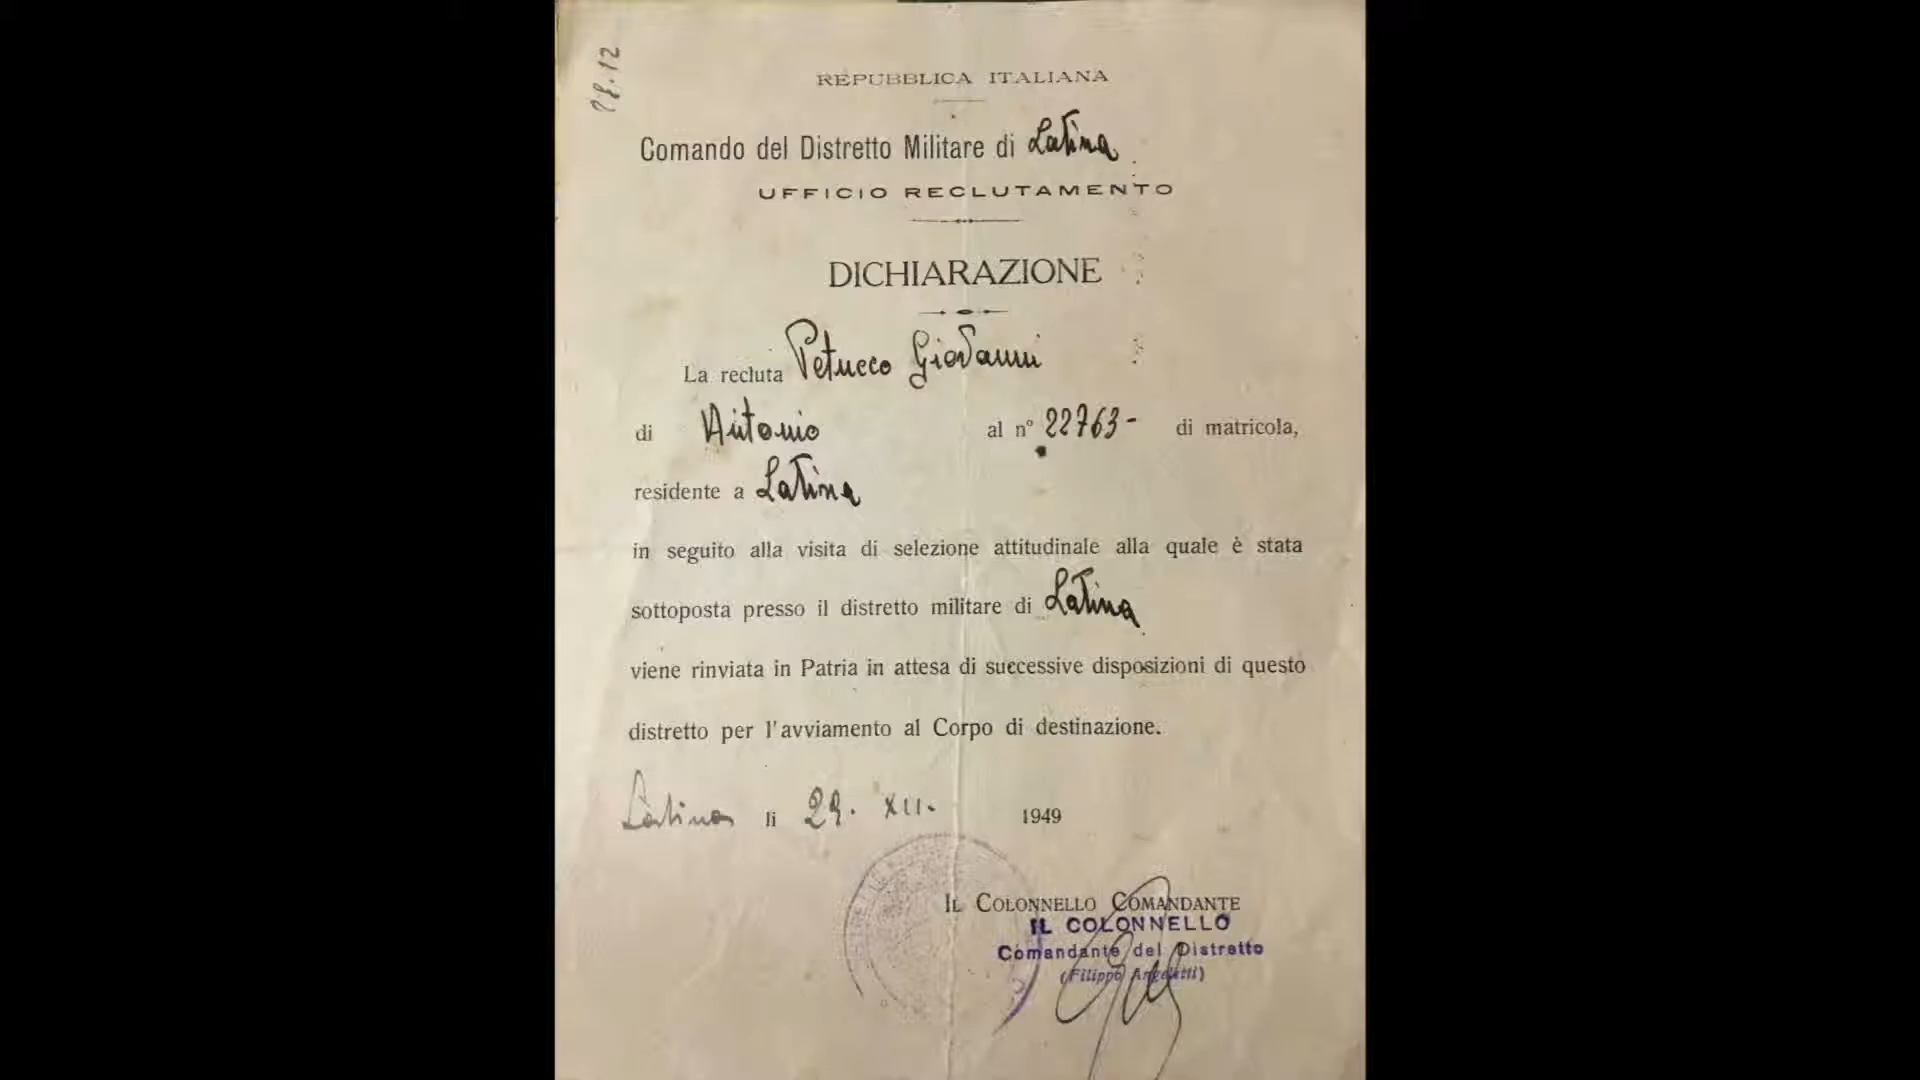 28.12
REPUBBLICA ITALIANA
Comando del Distretto Militare di Latina
UFFICIO RECLUTAMENTO
DICHIARAZIONE
La recluta Petucco Giovanni
di Antonio al n° 22763- di matricola,
residente a Latina
in seguito alla visita di selezione attitudinale alla quale è stata
sottoposta presso il distretto militare di Latina
viene rinviata in Patria in attesa di successive disposizioni di questo
distretto per l'avviamento al Corpo di destinazione.
Latina li 29. XII. 1949
IL COLONNELLO COMANDANTE
IL COLONNELLO
Comandante del Distretto
(Filippo Angeletti)